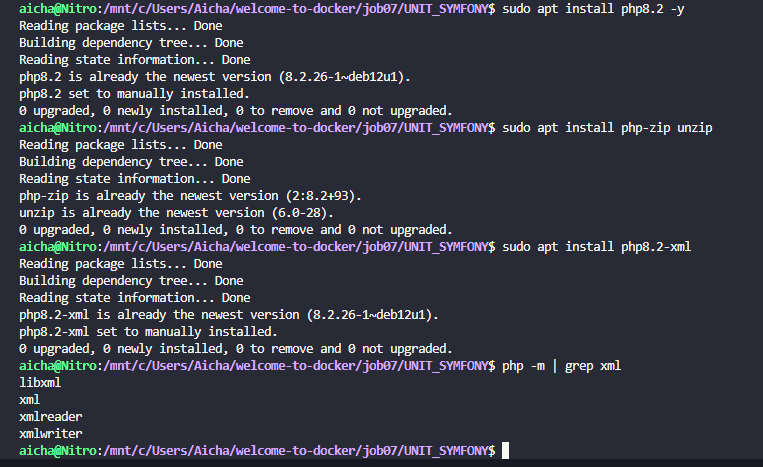 aicha@Nitro:/mnt/c/Users/Aicha/welcome-to-docker/job07/UNIT_SYMFONY$ sudo apt install php8.2 -y
Reading package lists... Done
Building dependency tree... Done
Reading state information... Done
php8.2 is already the newest version (8.2.26-1~deb12u1).
php8.2 set to manually installed.
0 upgraded, 0 newly installed, 0 to remove and 0 not upgraded.
aicha@Nitro:/mnt/c/Users/Aicha/welcome-to-docker/job07/UNIT_SYMFONY$ sudo apt install php-zip unzip
Reading package lists... Done
Building dependency tree... Done
Reading state information... Done
php-zip is already the newest version (2:8.2+93).
unzip is already the newest version (6.0-28).
0 upgraded, 0 newly installed, 0 to remove and 0 not upgraded.
aicha@Nitro:/mnt/c/Users/Aicha/welcome-to-docker/job07/UNIT_SYMFONY$ sudo apt install php8.2-xml
Reading package lists... Done
Building dependency tree... Done
Reading state information... Done
php8.2-xml is already the newest version (8.2.26-1~deb12u1).
php8.2-xml set to manually installed.
0 upgraded, 0 newly installed, 0 to remove and 0 not upgraded.
aicha@Nitro:/mnt/c/Users/Aicha/welcome-to-docker/job07/UNIT_SYMFONY$ php -m | grep xml
libxml
xml
xmlreader
xmlwriter
aicha@Nitro:/mnt/c/Users/Aicha/welcome-to-docker/job07/UNIT_SYMFONY$